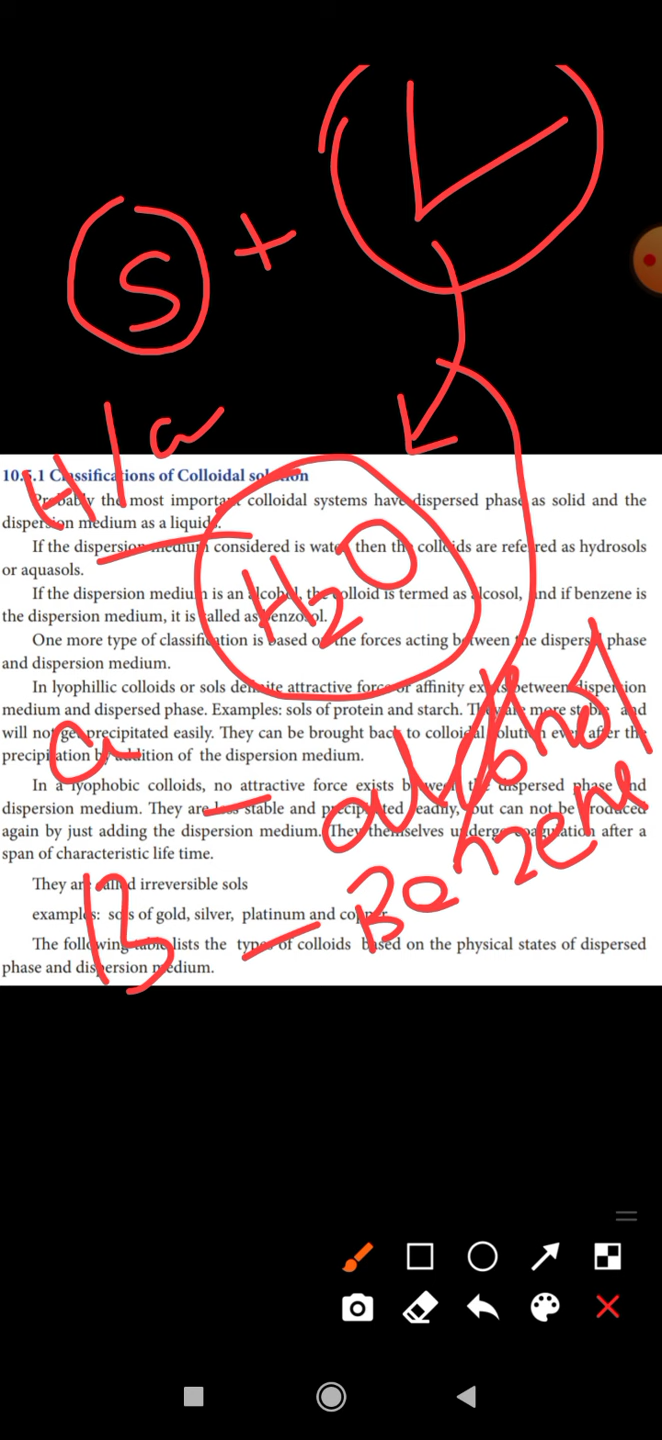 S + L
H/a
10.5.1 Classifications of Colloidal solution
Probably the most important colloidal systems have dispersed phase as solid and the
dispersion medium as a liquid.
If the dispersion medium considered is water, then the colloids are referred as hydrosols
or aquasols.
H2O
If the dispersion medium is an alcohol, the colloid is termed as alcosol, and if benzene is
the dispersion medium, it is called as benzosol.
One more type of classification is based on the forces acting between the dispersal phase
and dispersion medium.
In lyophillic colloids or sols definite attractive force or affinity exists between dispersion
medium and dispersed phase. Examples: sols of protein and starch. They are more stable and
will not get precipitated easily. They can be brought back to colloidal solution even after the
precipitation by addition of the dispersion medium.
a — alcohol
In a lyophobic colloids, no attractive force exists between the dispersed phase and
dispersion medium. They are less stable and precipitated readily, but can not be produced
again by just adding the dispersion medium. They themselves undergo coagulation after a
span of characteristic life time.
They are called irreversible sols
B — Benzene
examples: sols of gold, silver, platinum and copper
The following table lists the types of colloids based on the physical states of dispersed
phase and dispersion medium.